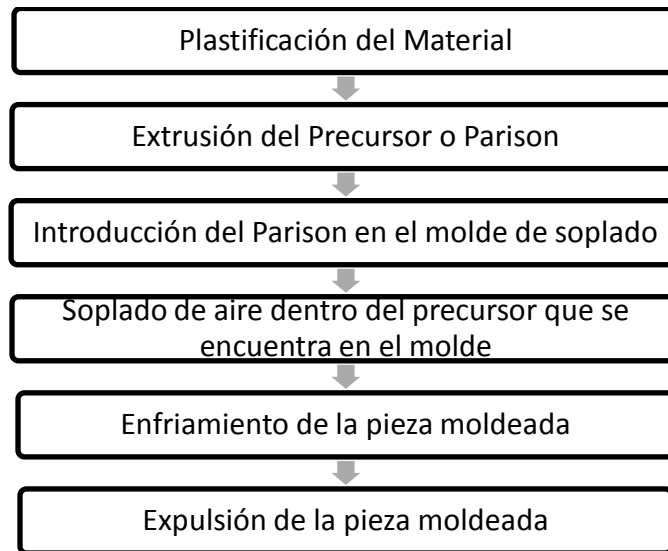 Plastificación del Material
Extrusión del Precursor o Parison
Introducción del Parison en el molde de soplado
Soplado de aire dentro del precursor que se
encuentra en el molde
Enfriamiento de la pieza moldeada
Expulsión de la pieza moldeada